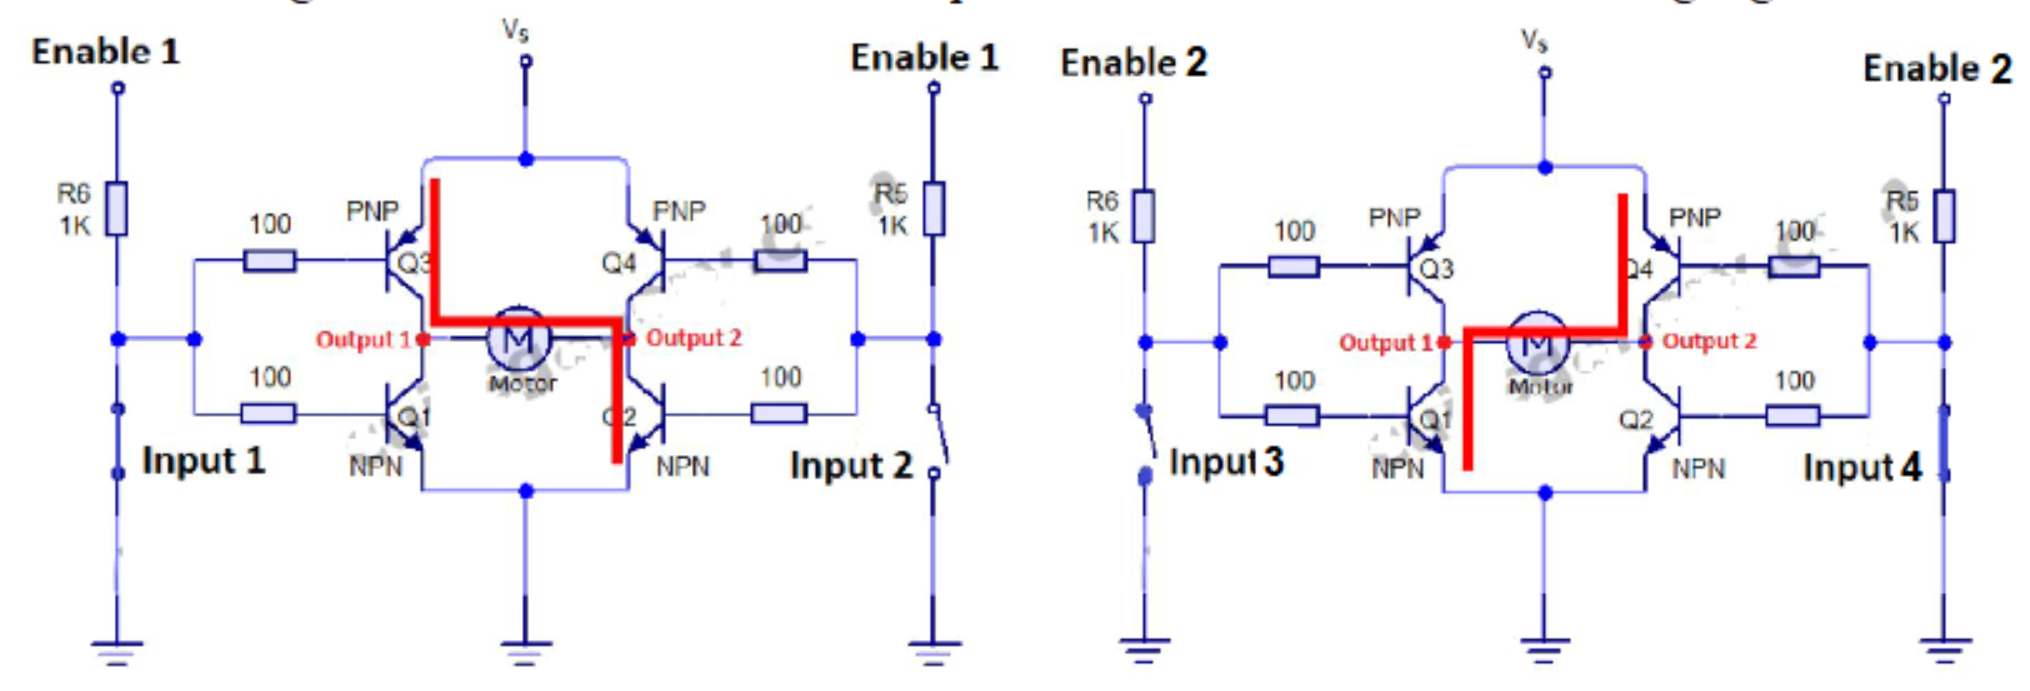 Enable 1
Vs
Enable 1
R6
1K
100
PNP
PNP
100
R5
1K
Q3
Q4
Output 1
M
Output 2
Motor
100
100
Q1
Q2
Input 1
NPN
NPN
Input 2
Enable 2
Vs
Enable 2
R6
1K
100
PNP
PNP
100
R5
1K
Q3
Q4
Output 1
M
Output 2
Motor
100
100
Q1
Q2
Input 3
NPN
NPN
Input 4